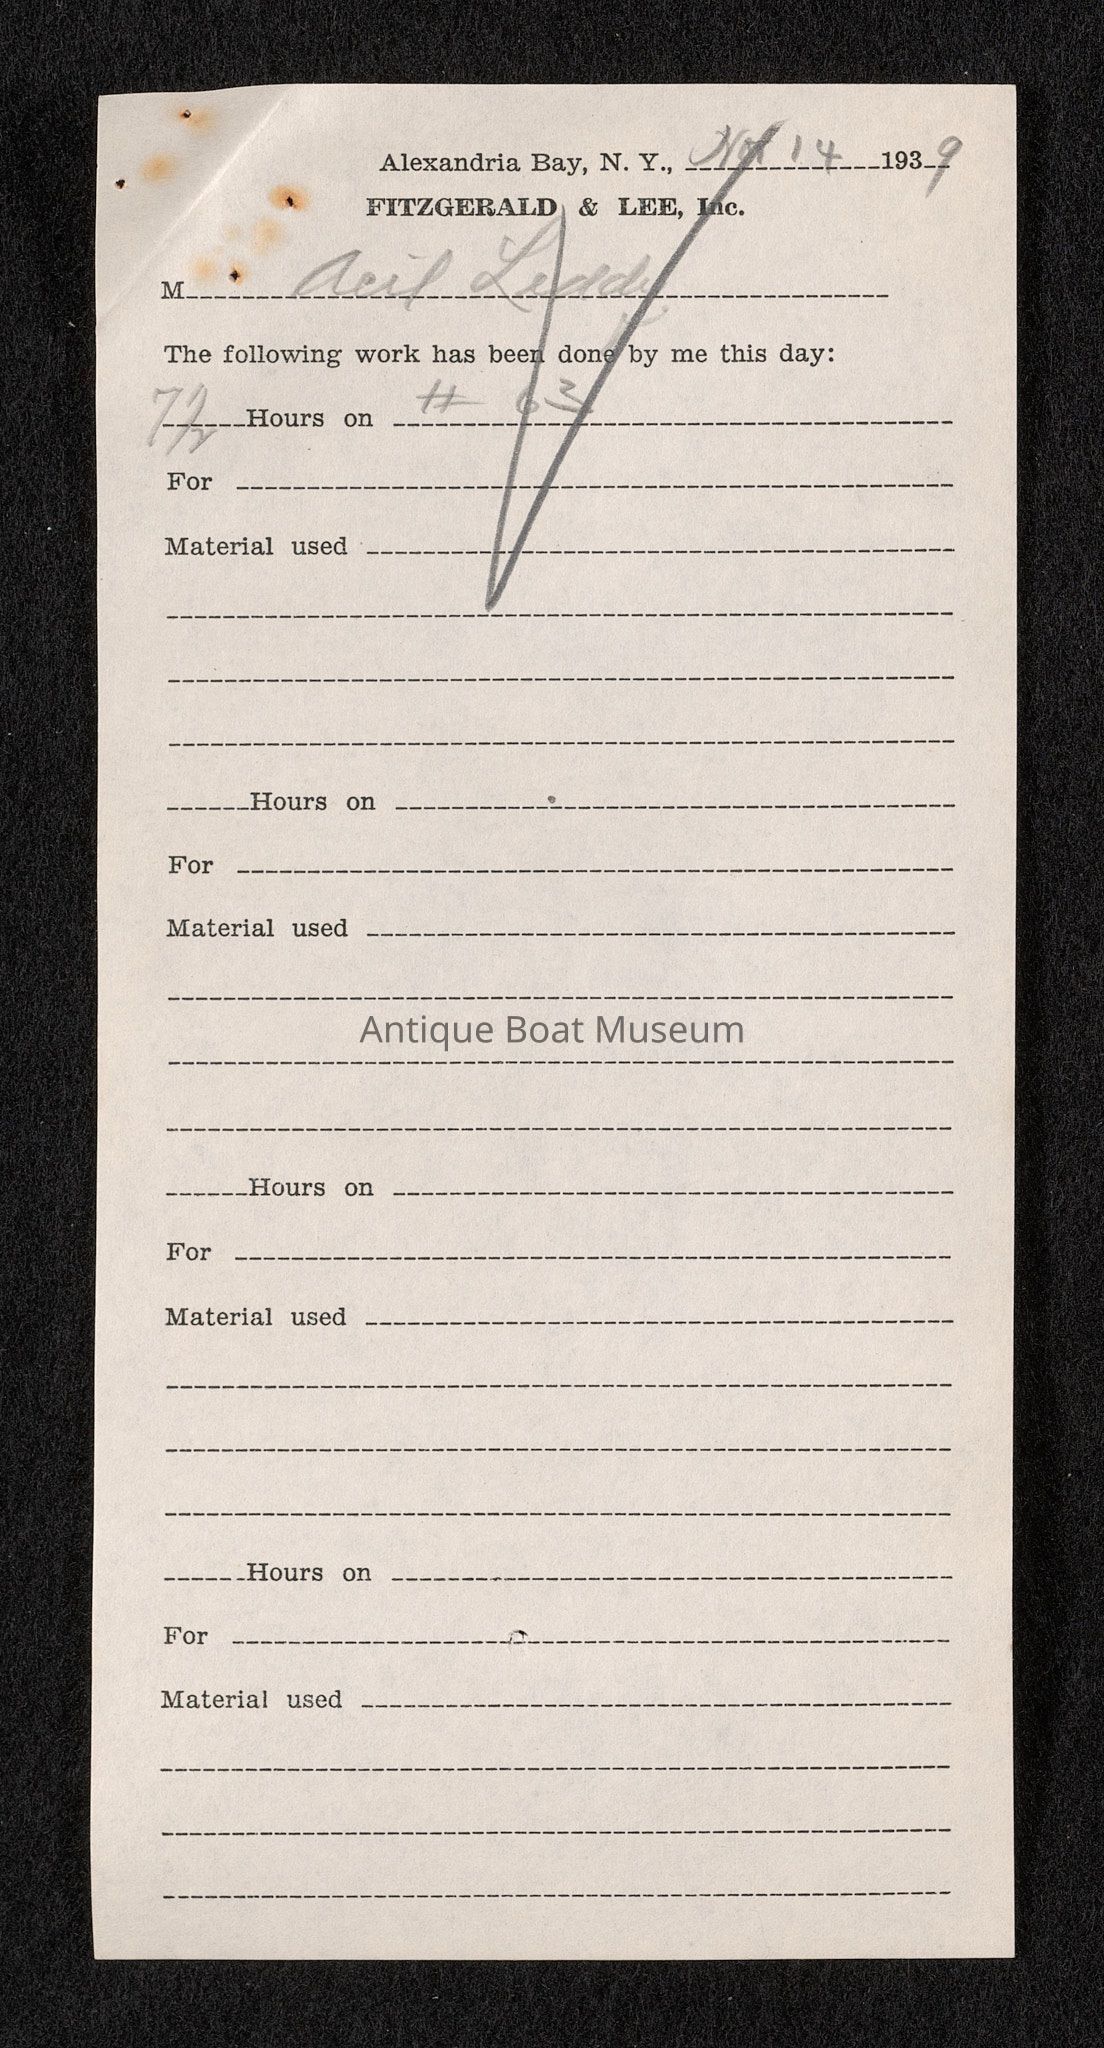 Alexandria Bay, N. Y., Nov 14 1939
FITZGERALD & LEE, Inc.
M Acil Leddy
The following work has been done by me this day:
7 1/2 Hours on # 63
For
Material used
Hours on
For
Material used
Antique Boat Museum
Hours on
For
Material used
Hours on
For
Material used